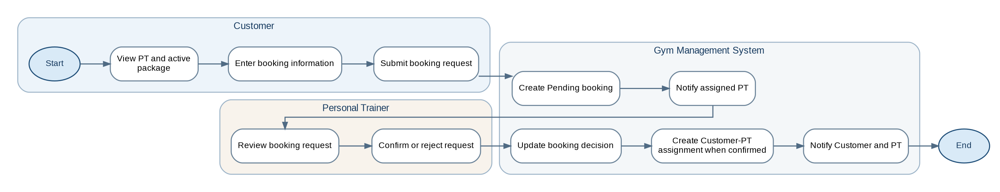 Customer
Start
View PT and active
package
Enter booking information
Submit booking request
Gym Management System
Create Pending booking
Notify assigned PT
Personal Trainer
Review booking request
Confirm or reject request
Update booking decision
Create Customer-PT
assignment when confirmed
Notify Customer and PT
End